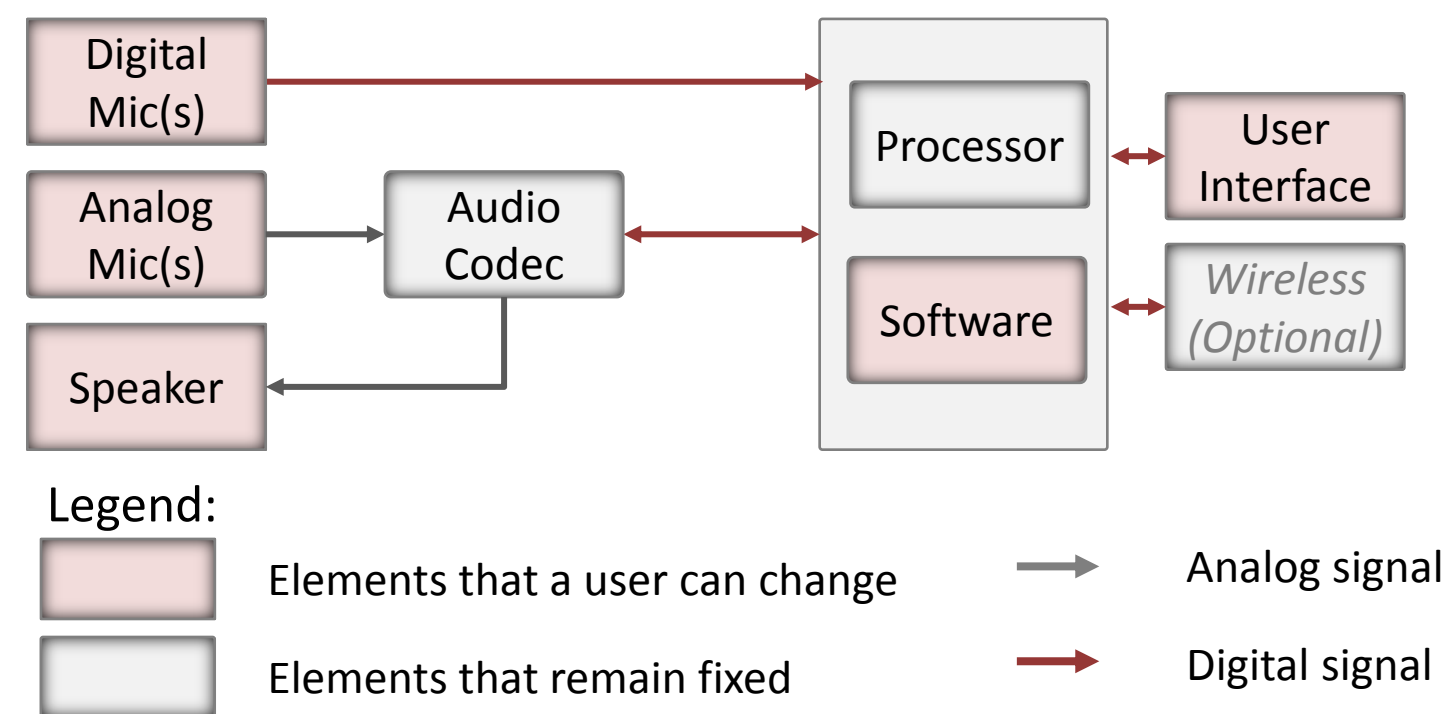 Digital
Mic(s)
Analog
Mic(s)
Speaker
Audio
Codec
Processor
Software
User
Interface
Wireless
(Optional)
Legend:
Elements that a user can change
Elements that remain fixed
Analog signal
Digital signal